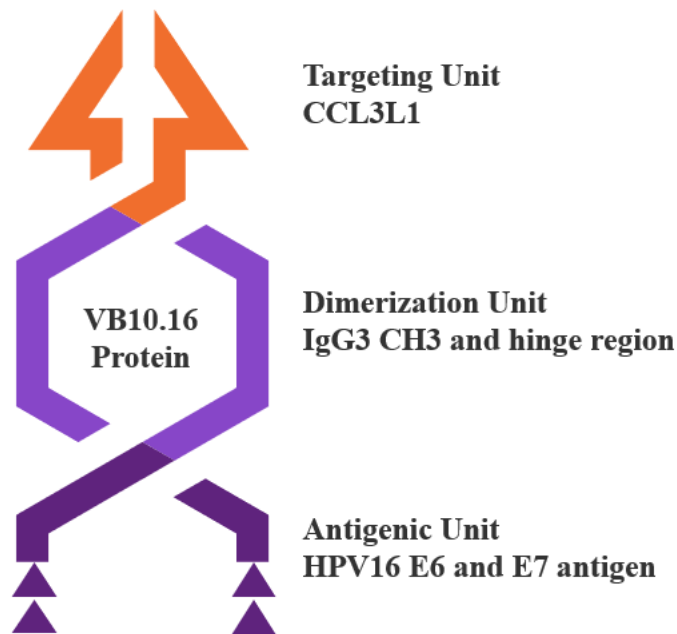 Targeting Unit
CCL3L1
VB10.16
Protein
Dimerization Unit
IgG3 CH3 and hinge region
Antigenic Unit
HPV16 E6 and E7 antigen